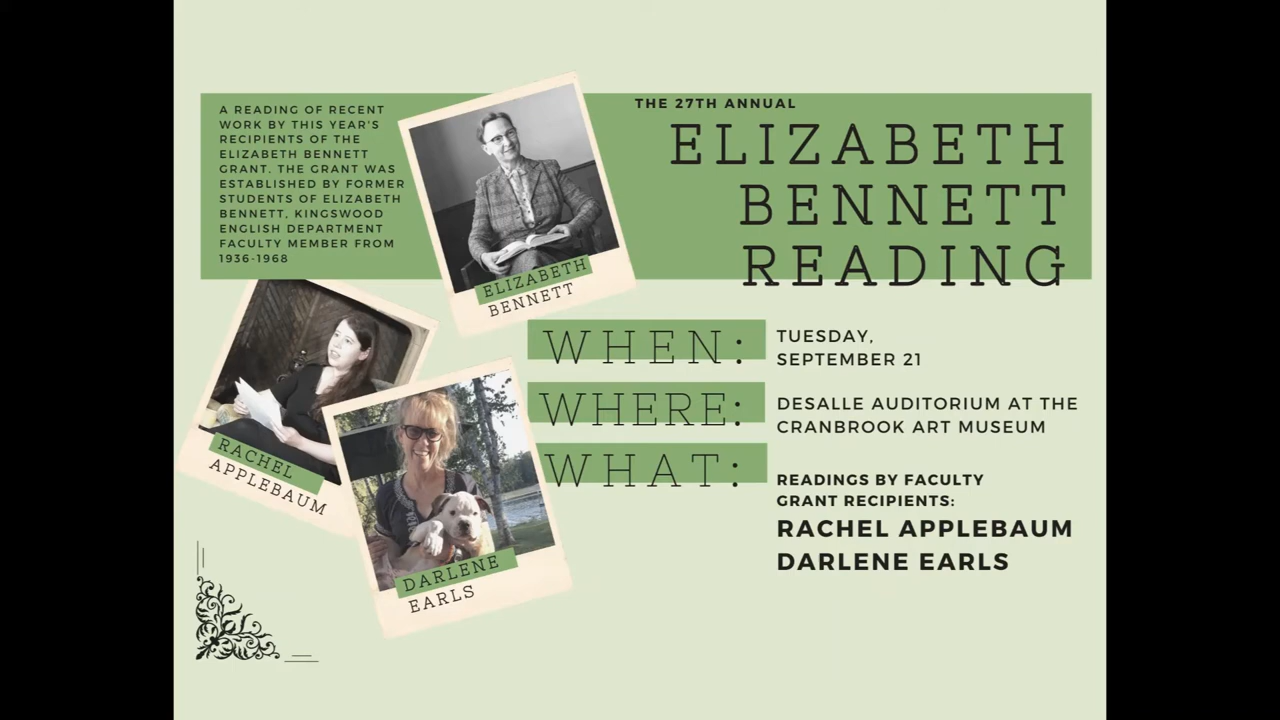 A READING OF RECENT
WORK BY THIS YEAR'S
RECIPIENTS OF THE
ELIZABETH BENNETT
GRANT. THE GRANT WAS
ESTABLISHED BY FORMER
STUDENTS OF ELIZABETH
BENNETT, KINGSWOOD
ENGLISH DEPARTMENT
FACULTY MEMBER FROM
1936-1968
THE 27TH ANNUAL
ELIZABETH
BENNETT
READING
ELIZABETH
BENNETT
RACHEL
APPLEBAUM
DARLENE
EARLS
WHEN:
TUESDAY,
SEPTEMBER 21
WHERE:
DESALLE AUDITORIUM AT THE
CRANBROOK ART MUSEUM
WHAT:
READINGS BY FACULTY
GRANT RECIPIENTS:
RACHEL APPLEBAUM
DARLENE EARLS